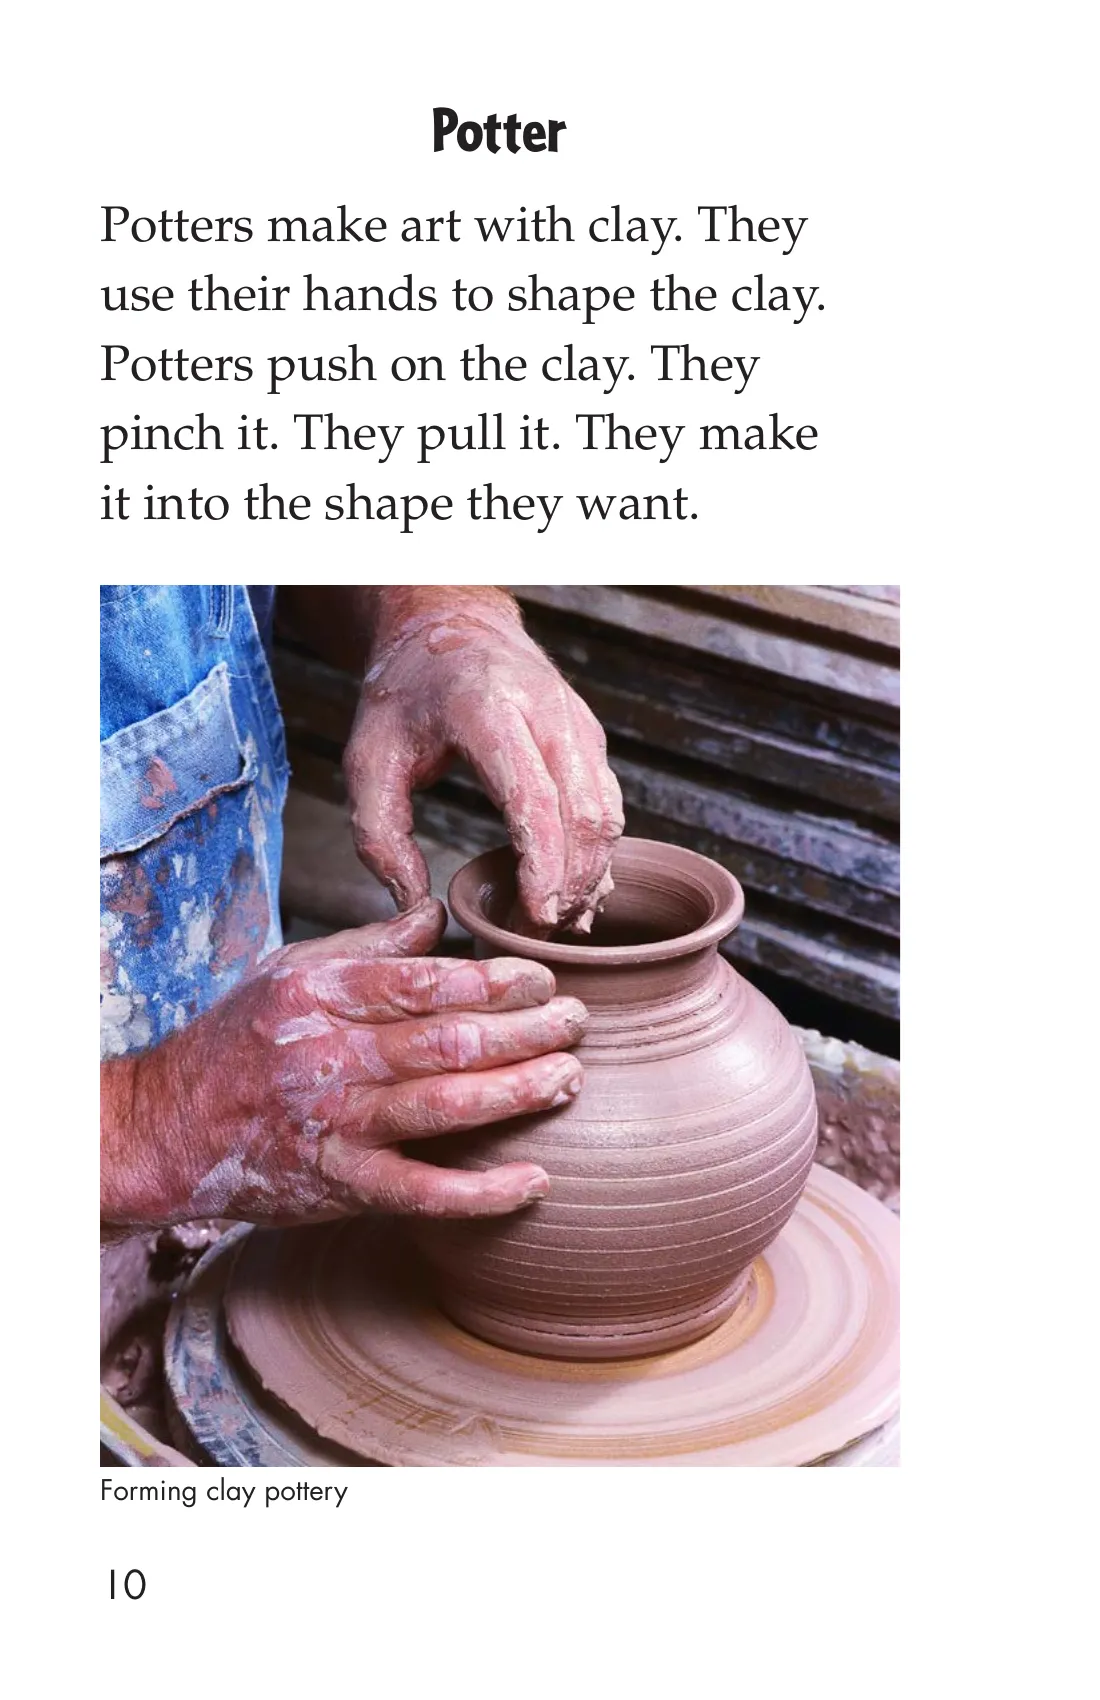 Potter
Potters make art with clay. They
use their hands to shape the clay.
Potters push on the clay. They
pinch it. They pull it. They make
it into the shape they want.
Forming clay pottery
10